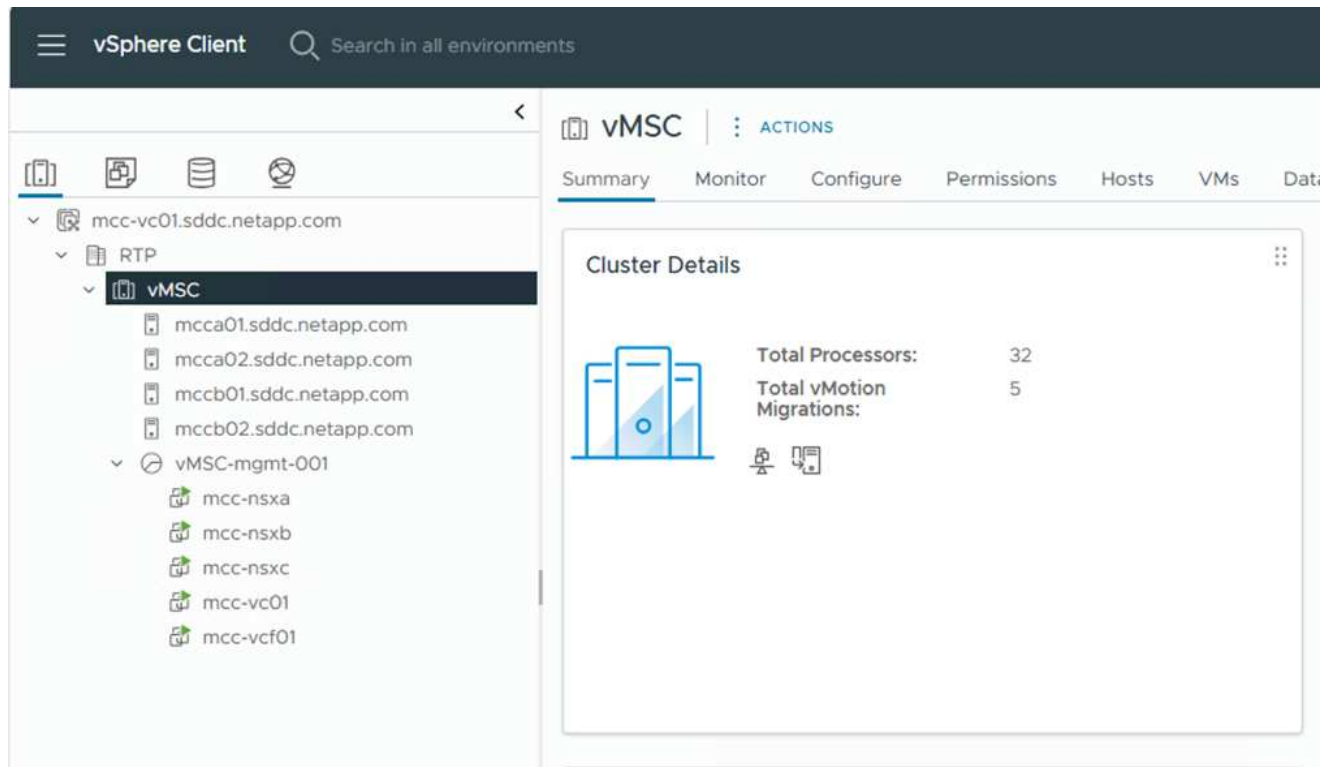 vSphere Client
Search in all environments
vMSC
ACTIONS
Summary Monitor Configure Permissions Hosts VMs Data
mcc-vc01.sddc.netapp.com
RTP
vMSC
mcca01.sddc.netapp.com
mcca02.sddc.netapp.com
mccb01.sddc.netapp.com
mccb02.sddc.netapp.com
vMSC-mgmt-001
mcc-nsxa
mcc-nsxb
mcc-nsxc
mcc-vc01
mcc-vcf01
Cluster Details
Total Processors: 32
Total vMotion 5
Migrations: